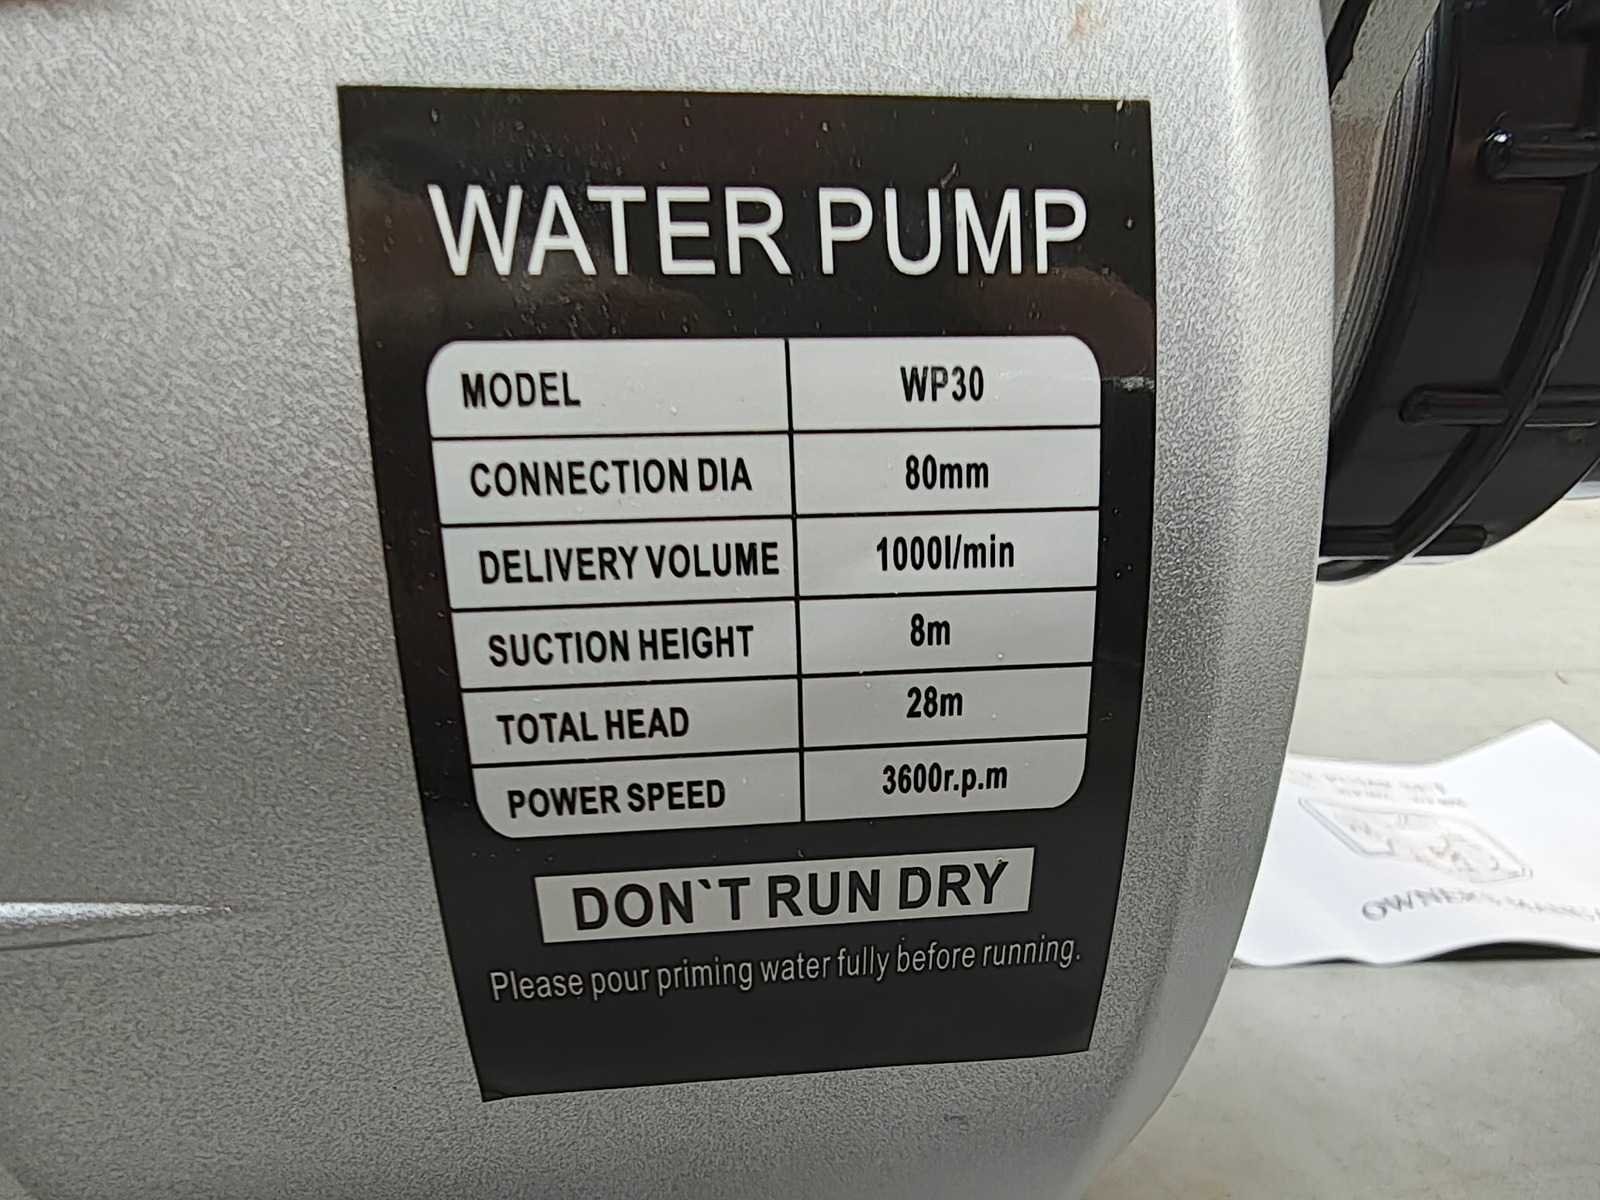 WATER PUMP
MODEL WP30
CONNECTION DIA 80mm
DELIVERY VOLUME 1000l/min
SUCTION HEIGHT 8m
TOTAL HEAD 28m
POWER SPEED 3600r.p.m
DON`T RUN DRY
Please pour priming water fully before running.
OWNER'S